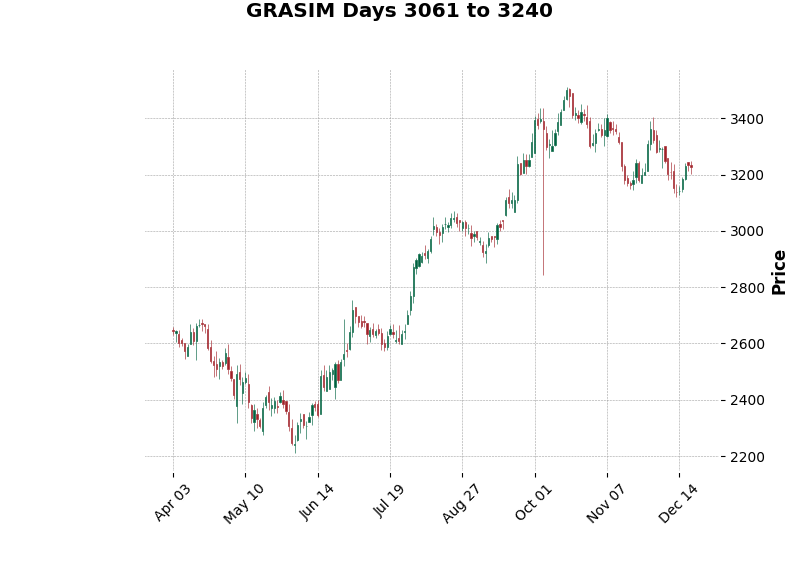 GRASIM Days 3061 to 3240
3400
3200
3000
2800
2600
2400
2200
Price
Apr 03
May 10
Jun 14
Jul 19
Aug 27
Oct 01
Nov 07
Dec 14